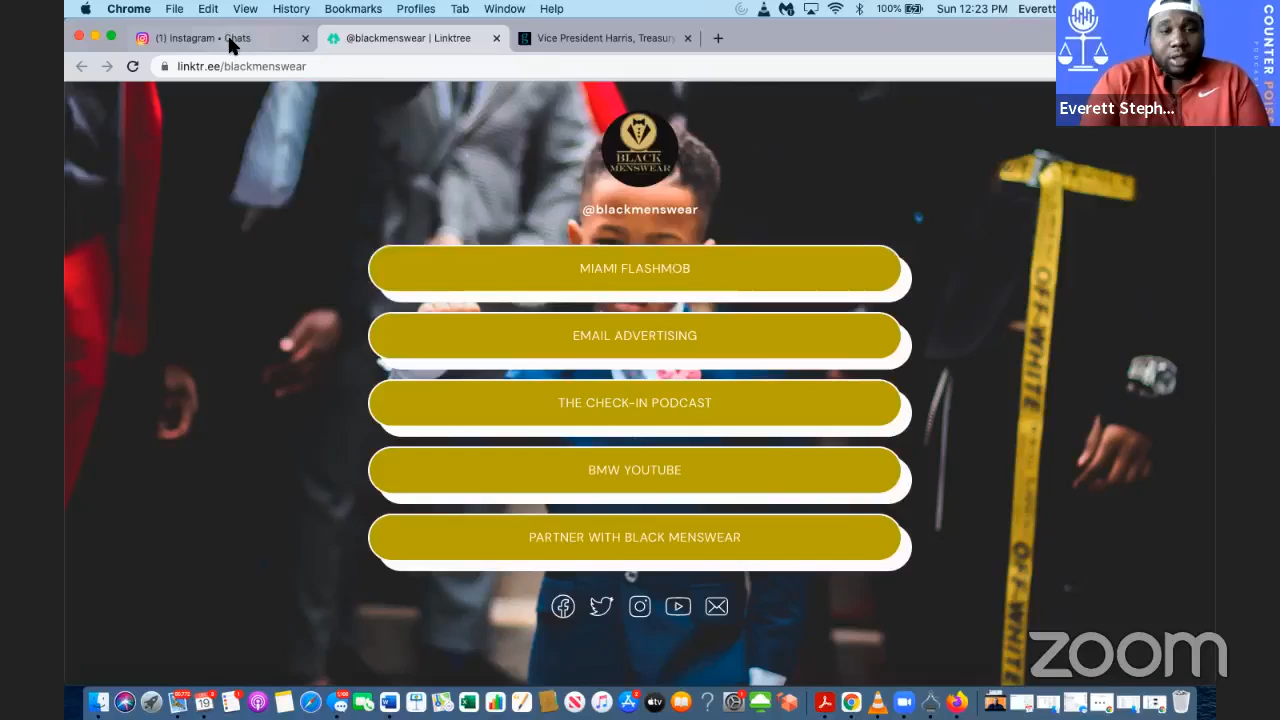 Chrome File Edit View History Bookmarks Profiles Tab Window Help 100% Sun 12:23 PM Everett
(1) Instagram • Chats
@blackmenswear | Linktree
Vice President Harris, Treasury
linktr.ee/blackmenswear
COUNTER
PODCAST
Everett Steph...
BLACK
MENSWEAR
@blackmenswear
MIAMI FLASHMOB
EMAIL ADVERTISING
THE CHECK-IN PODCAST
BMW YOUTUBE
PARTNER WITH BLACK MENSWEAR
OFF-WHITE
OFF-WHITE
zoom
tv